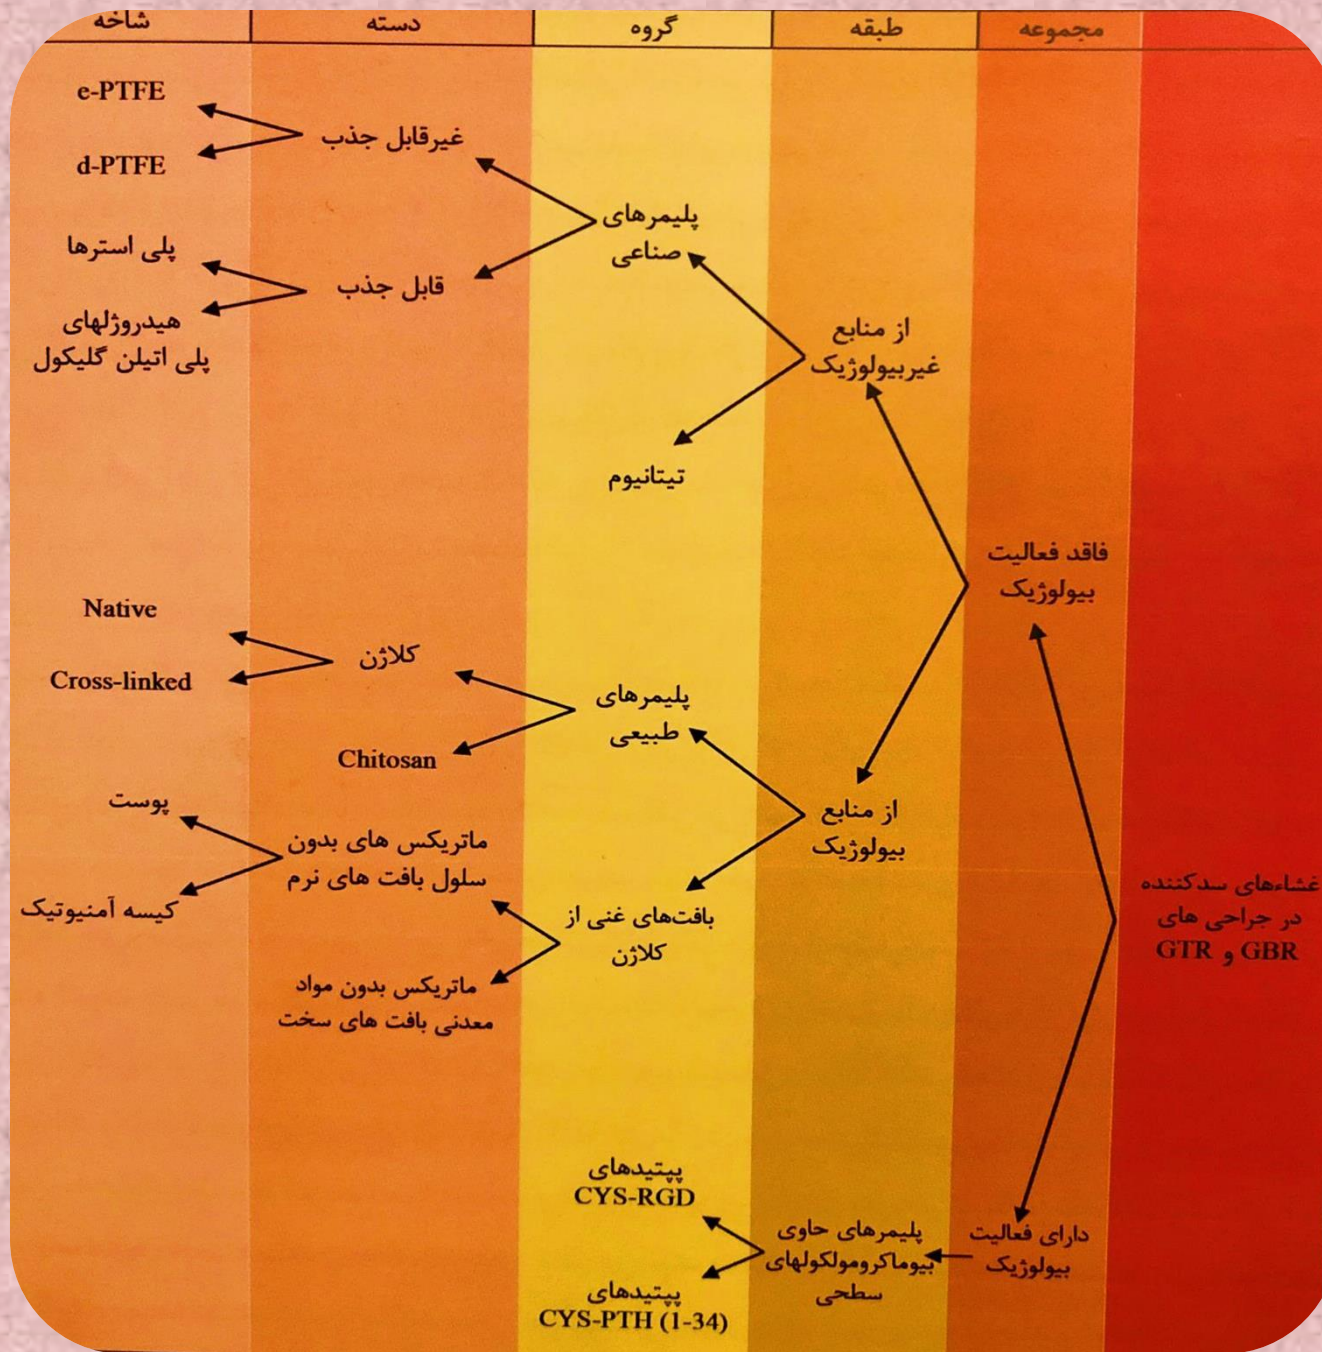 مجموعه
طبقه
گروه
دسته
شاخه
غشاءهای سدکننده
در جراحی های
GBR و GTR
فاقد فعالیت
بیولوژیک
دارای فعالیت
بیولوژیک
از منابع
غیربیولوژیک
از منابع
بیولوژیک
پلیمرهای حاوی
بیوماکرومولکولهای
سطحی
پلیمرهای
صناعی
تیتانیوم
پلیمرهای
طبیعی
بافت‌های غنی از
کلاژن
پپتیدهای
CYS-RGD
پپتیدهای
CYS-PTH (1-34)
غیرقابل جذب
قابل جذب
کلاژن
Chitosan
ماتریکس های بدون
سلول بافت های نرم
ماتریکس بدون مواد
معدنی بافت های سخت
e-PTFE
d-PTFE
پلی استرها
هیدروژلهای
پلی اتیلن گلیکول
Native
Cross-linked
پوست
کیسه آمنیوتیک